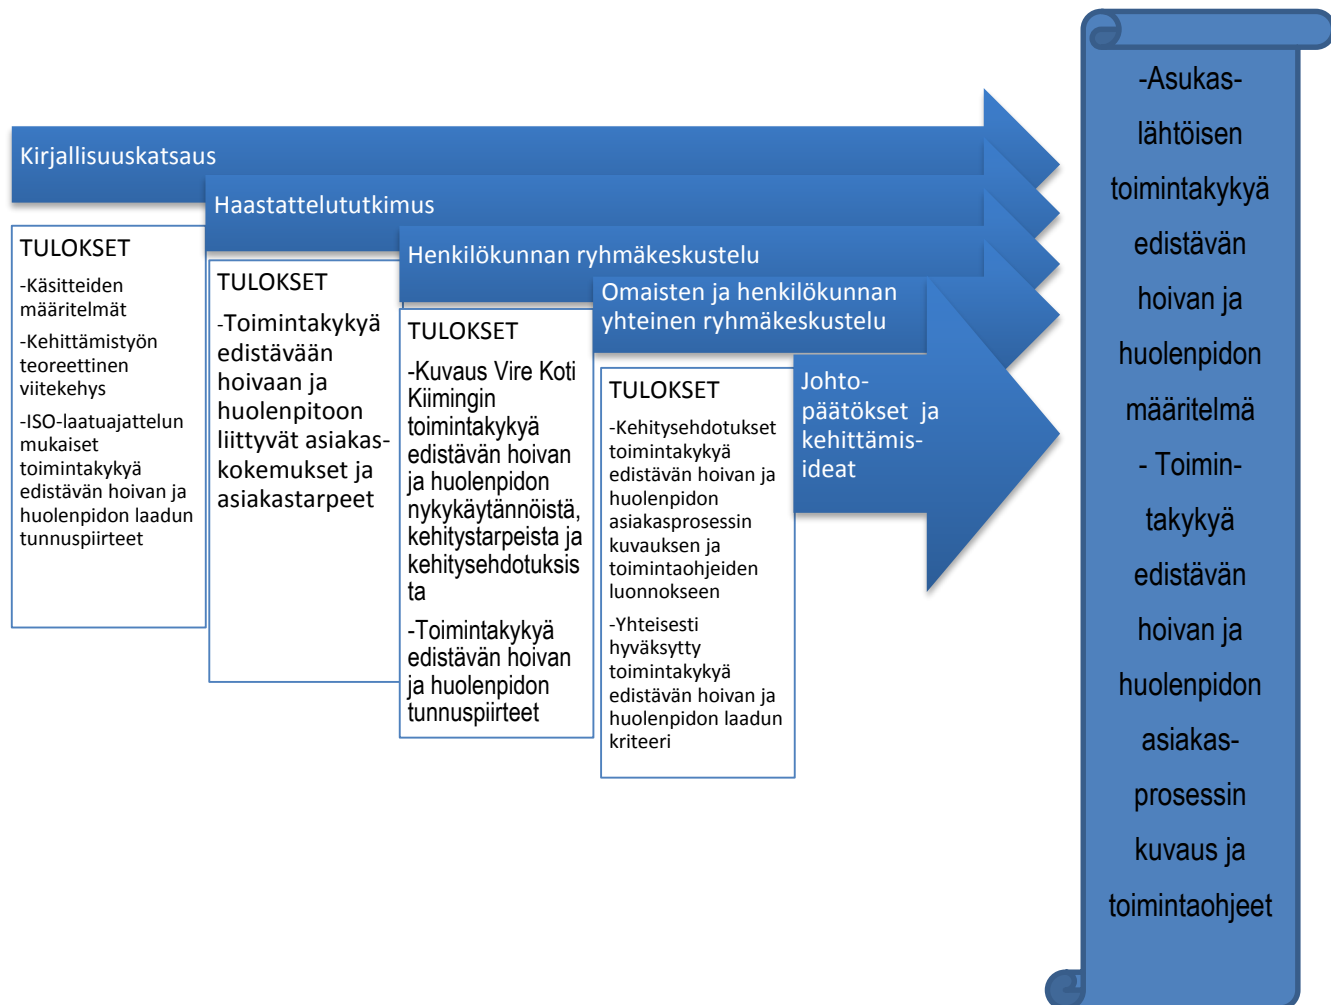 Kirjallisuuskatsaus
TULOKSET
-Käsitteiden
määritelmät
-Kehittämistyön
teoreettinen
viitekehys
-ISO-laatuajattelun
mukaiset
toimintakykyä
edistävän hoivan ja
huolenpidon laadun
tunnuspiirteet
Haastattelututkimus
TULOKSET
-Toimintakykyä
edistävään
hoivaan ja
huolenpitoon
liittyvät asiakas-
kokemukset ja
asiakastarpeet
Henkilökunnan ryhmäkeskustelu
TULOKSET
-Kuvaus Vire Koti
Kiimingin
toimintakykyä
edistävän hoivan
ja huolenpidon
nykykäytännöistä,
kehitystarpeista ja
kehitysehdotuksis
ta
-Toimintakykyä
edistävän hoivan
ja huolenpidon
tunnuspiirteet
Omaisten ja henkilökunnan
yhteinen ryhmäkeskustelu
TULOKSET
-Kehitysehdotukset
toimintakykyä
edistävän hoivan ja
huolenpidon
asiakasprosessin
kuvauksen ja
toimintaohjeiden
luonnokseen
-Yhteisesti
hyväksytty
toimintakykyä
edistävän hoivan ja
huolenpidon laadun
kriteeri
Johto-
päätökset ja
kehittämis-
ideat
-Asukas-
lähtöisen
toimintakykyä
edistävän
hoivan ja
huolenpidon
määritelmä
- Toimin-
takykyä
edistävän
hoivan ja
huolenpidon
asiakas-
prosessin
kuvaus ja
toimintaohjeet